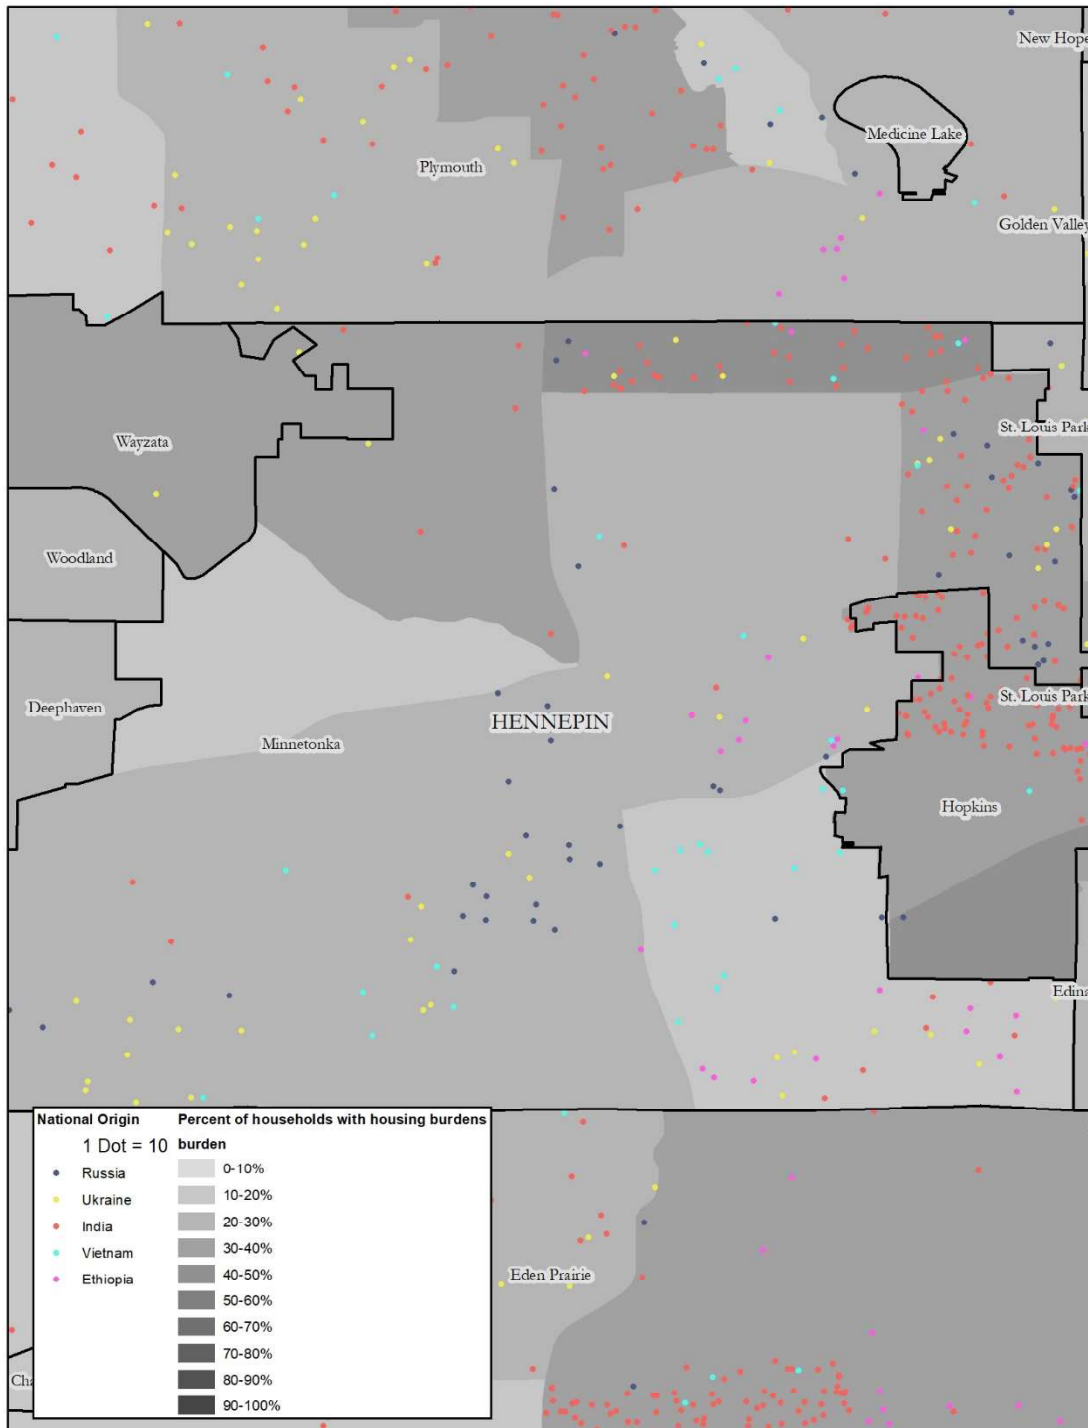 New Hope
Medicine Lake
Plymouth
Golden Valley
St. Louis Park
Wayzata
Woodland
St. Louis Park
Deephaven
HENNEPIN
Minnetonka
Hopkins
Edina
National Origin
1 Dot = 10
Russia
Ukraine
India
Vietnam
Ethiopia
Percent of households with housing burdens
burden
0-10%
10-20%
20-30%
30-40%
40-50%
50-60%
60-70%
70-80%
80-90%
90-100%
Eden Prairie
Cha